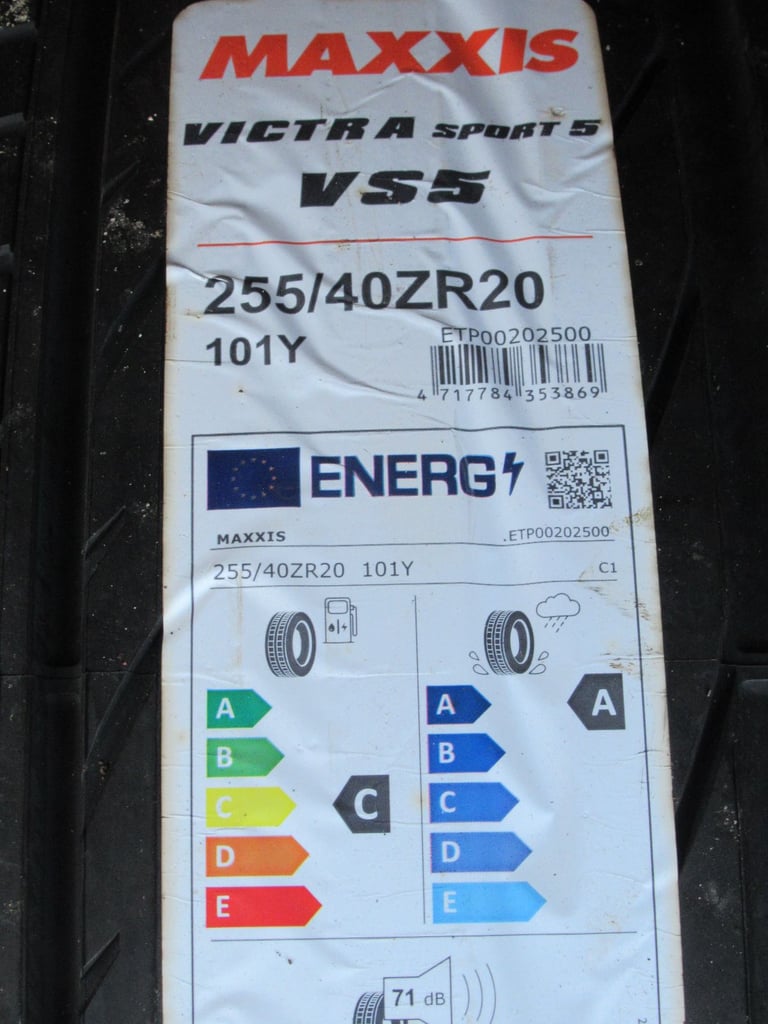 MAXXIS
VICTRA SPORT 5
VS5
255/40ZR20
101Y
ETP00202500
4 717784 353869
ENERG
MAXXIS
.ETP00202500
255/40ZR20 101Y
C1
A
A
A
B
B
C
C
C
D
D
E
E
71 dB